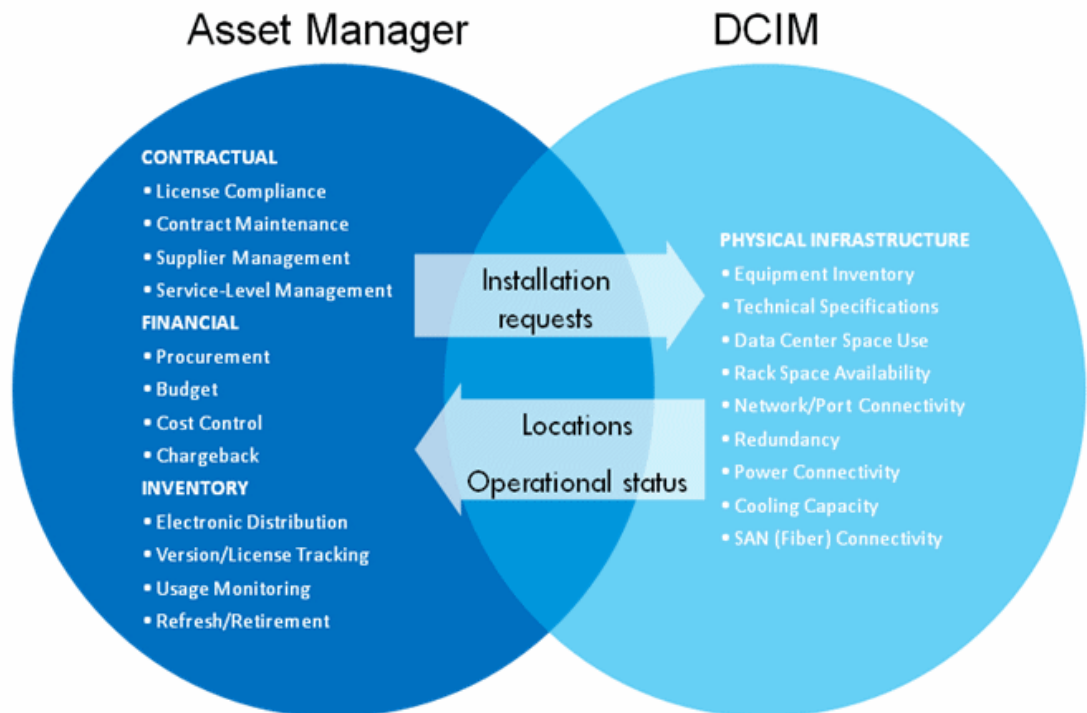 Asset Manager
DCIM
CONTRACTUAL
• License Compliance
• Contract Maintenance
• Supplier Management
• Service-Level Management
FINANCIAL
• Procurement
• Budget
• Cost Control
• Chargeback
INVENTORY
• Electronic Distribution
• Version/License Tracking
• Usage Monitoring
• Refresh/Retirement
Installation
requests
Locations
Operational status
PHYSICAL INFRASTRUCTURE
• Equipment Inventory
• Technical Specifications
• Data Center Space Use
• Rack Space Availability
• Network/Port Connectivity
• Redundancy
• Power Connectivity
• Cooling Capacity
• SAN (Fiber) Connectivity